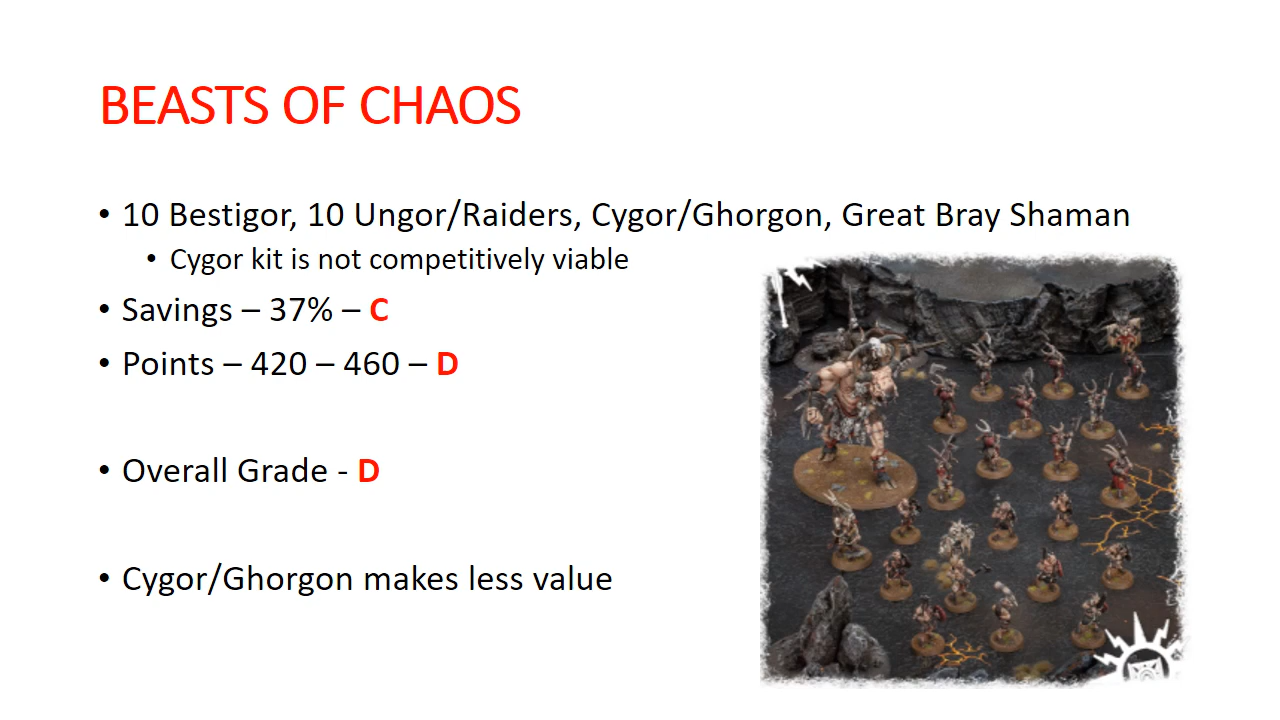 BEASTS OF CHAOS
• 10 Bestigor, 10 Ungor/Raiders, Cygor/Ghorgon, Great Bray Shaman
• Cygor kit is not competitively viable
• Savings – 37% – C
• Points – 420 – 460 – D
• Overall Grade - D
• Cygor/Ghorgon makes less value